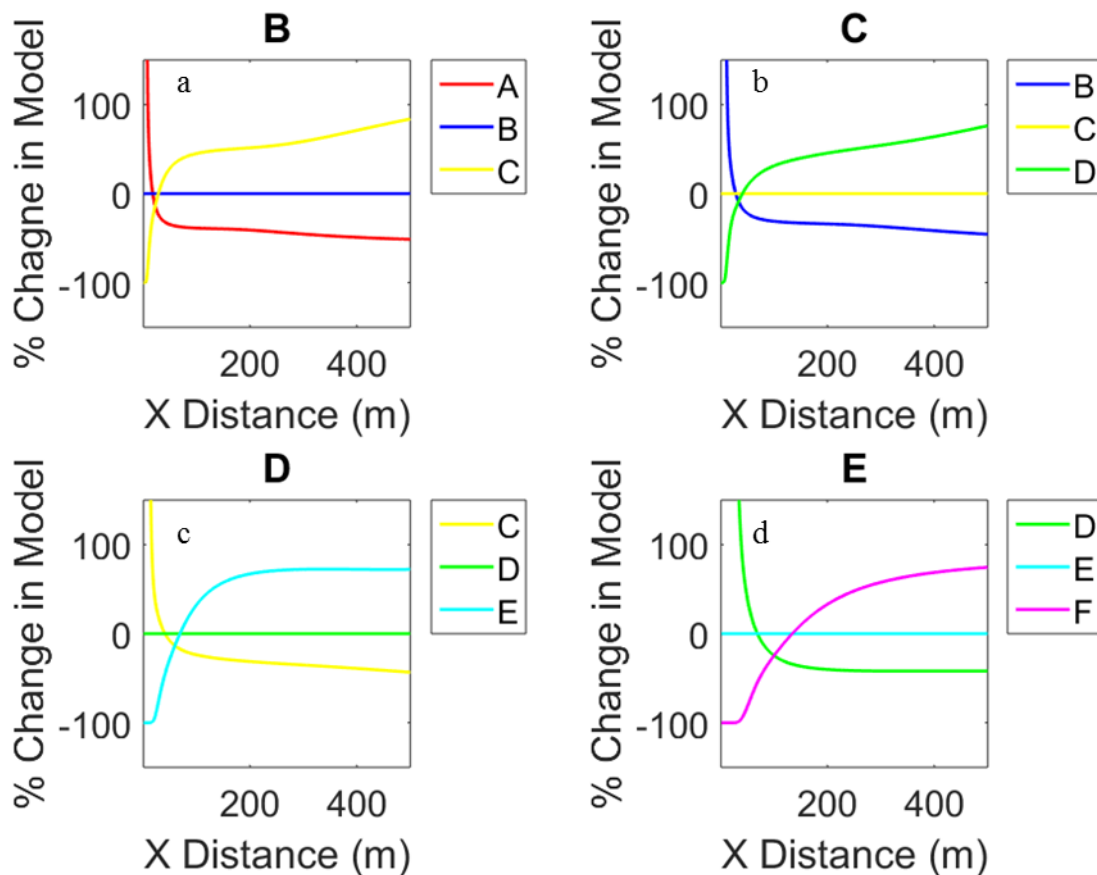 B
a
% Chagne in Model
100
0
-100
200 400
X Distance (m)
A
B
C
C
b
% Change in Model
100
0
-100
200 400
X Distance (m)
B
C
D
D
c
% Change in Model
100
0
-100
200 400
X Distance (m)
C
D
E
E
d
% Change in Model
100
0
-100
200 400
X Distance (m)
D
E
F